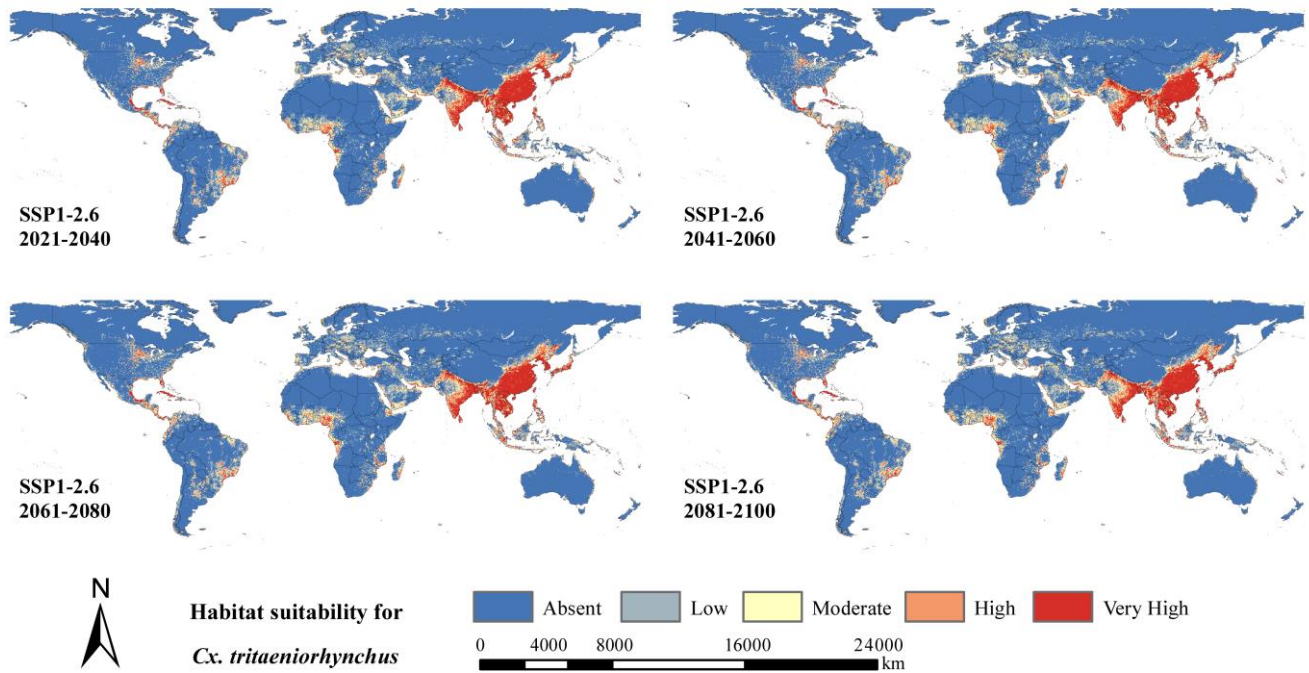 SSP1-2.6
2021-2040
SSP1-2.6
2041-2060
SSP1-2.6
2061-2080
SSP1-2.6
2081-2100
N
Habitat suitability for
Cx. tritaeniorhynchus
Absent Low Moderate High Very High
0 4000 8000 16000 24000
km